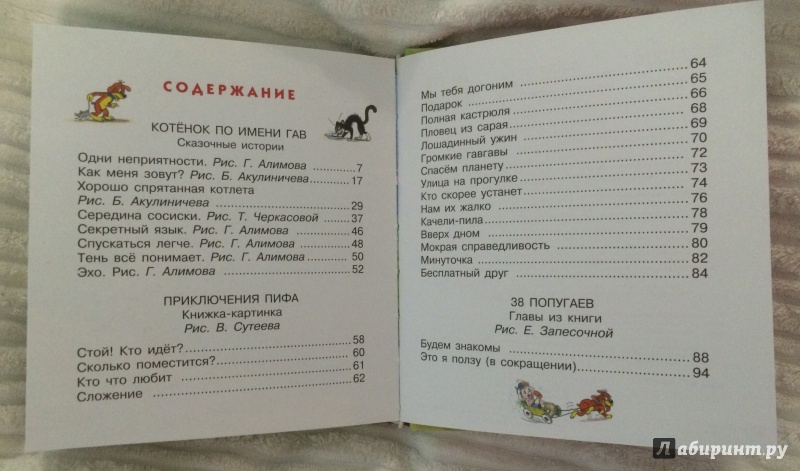 СОДЕРЖАНИЕ
КОТЁНОК ПО ИМЕНИ ГАВ
Сказочные истории
Одни неприятности. Рис. Г. Алимова 7
Как меня зовут? Рис. Б. Акулиничева 17
Хорошо спрятанная котлета
Рис. Б. Акулиничева 29
Середина сосиски. Рис. Т. Черкасовой 37
Секретный язык. Рис. Г. Алимова 46
Спускаться легче. Рис. Г. Алимова 48
Тень всё понимает. Рис. Г. Алимова 50
Эхо. Рис. Г. Алимова 52
ПРИКЛЮЧЕНИЯ ПИФА
Книжка-картинка
Рис. В. Сутеева
Стой! Кто идёт? 58
Сколько поместится? 60
Кто что любит 61
Сложение 62
Мы тебя догоним 64
Подарок 65
Полная кастрюля 66
Пловец из сарая 68
Лошадинный ужин 69
Громкие гавгавы 70
Спасём планету 72
Улица на прогулке 73
Кто скорее устанет 74
Нам их жалко 76
Качели-пила 78
Вверх дном 79
Мокрая справедливость 80
Минуточка 82
Бесплатный друг 84
38 ПОПУГАЕВ
Главы из книги
Рис. Е. Запесочной
Будем знакомы 88
Это я ползу (в сокращении) 94
Лабиринт.ру